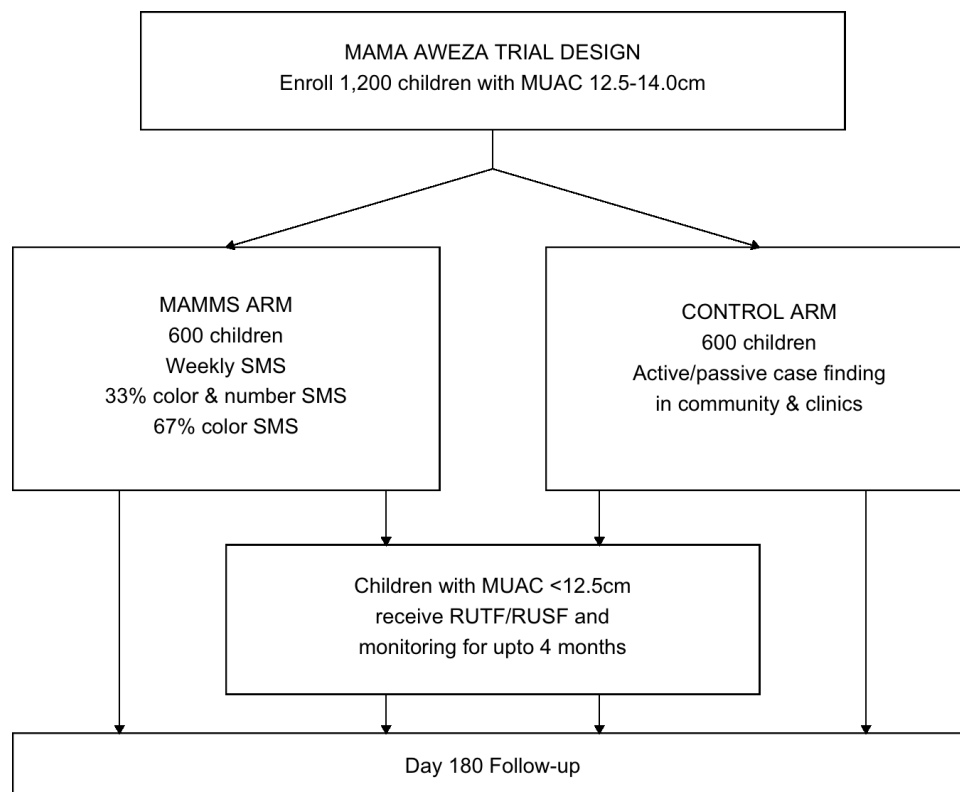 MAMA AWEZA TRIAL DESIGN
Enroll 1,200 children with MUAC 12.5-14.0cm
MAMMS ARM
600 children
Weekly SMS
33% color & number SMS
67% color SMS
CONTROL ARM
600 children
Active/passive case finding
in community & clinics
Children with MUAC <12.5cm
receive RUTF/RUSF and
monitoring for upto 4 months
Day 180 Follow-up